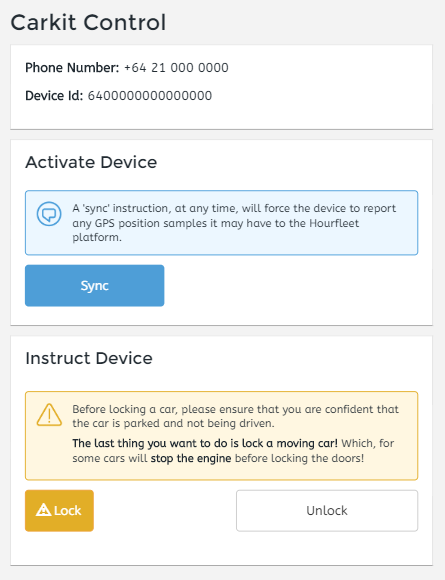 Carkit Control
Phone Number: +64 21 000 0000
Device Id: 6400000000000000
Activate Device
A 'sync' instruction, at any time, will force the device to report
any GPS position samples it may have to the Hourfleet
platform.
Sync
Instruct Device
Before locking a car, please ensure that you are confident that
the car is parked and not being driven.
The last thing you want to do is lock a moving car! Which, for
some cars will stop the engine before locking the doors!
Lock
Unlock